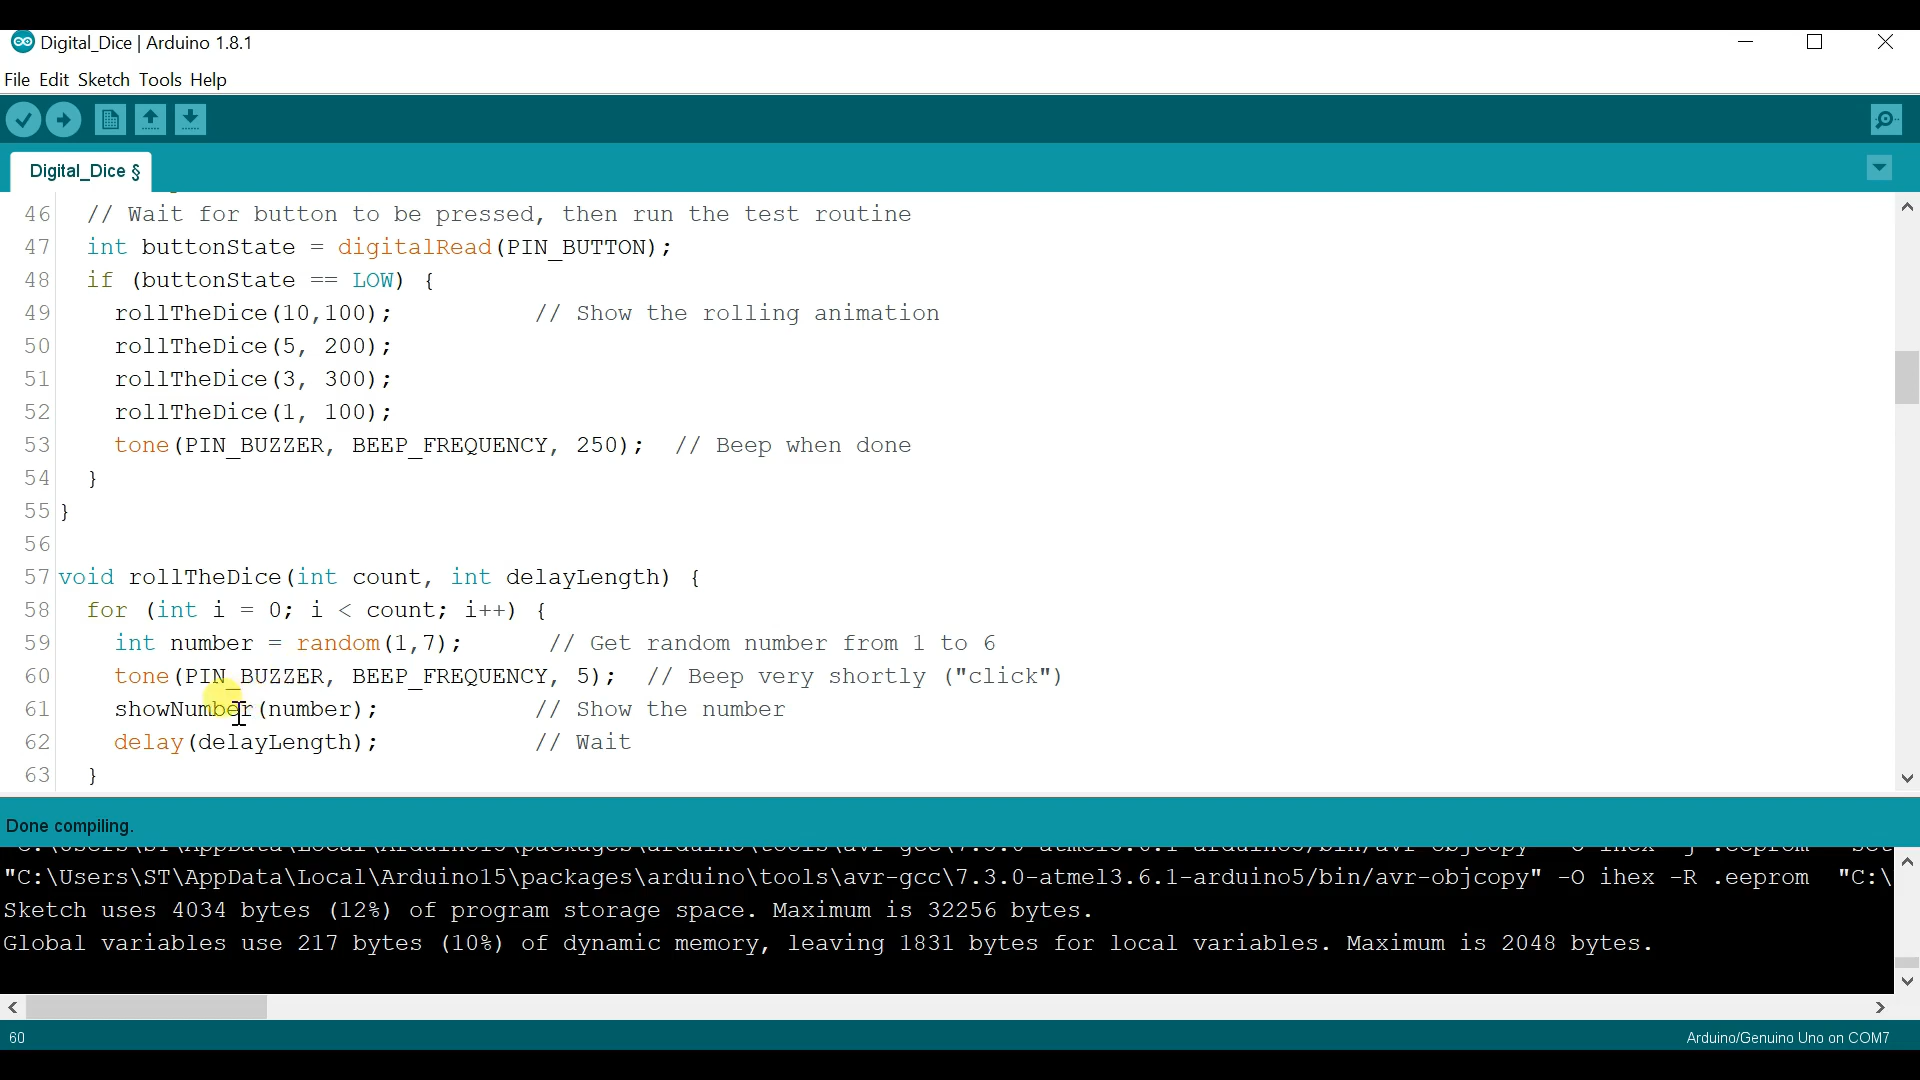 Digital_Dice | Arduino 1.8.1
File Edit Sketch Tools Help
Digital_Dice §
46 // Wait for button to be pressed, then run the test routine
47 int buttonState = digitalRead(PIN_BUTTON);
48 if (buttonState == LOW) {
49 rollTheDice(10,100); // Show the rolling animation
50 rollTheDice(5, 200);
51 rollTheDice(3, 300);
52 rollTheDice(1, 100);
53 tone(PIN_BUZZER, BEEP_FREQUENCY, 250); // Beep when done
54 }
55 }
56
57 void rollTheDice(int count, int delayLength) {
58 for (int i = 0; i < count; i++) {
59 int number = random(1,7); // Get random number from 1 to 6
60 tone(PIN_BUZZER, BEEP_FREQUENCY, 5); // Beep very shortly ("click")
61 showNumber(number); // Show the number
62 delay(delayLength); // Wait
63 }
Done compiling.
"C:\Users\ST\AppData\Local\Arduino15\packages\arduino\tools\avr-gcc\7.3.0-atmel3.6.1-arduino5/bin/avr-objcopy" -O ihex -R .eeprom "C:\
Sketch uses 4034 bytes (12%) of program storage space. Maximum is 32256 bytes.
Global variables use 217 bytes (10%) of dynamic memory, leaving 1831 bytes for local variables. Maximum is 2048 bytes.
60
Arduino/Genuino Uno on COM7